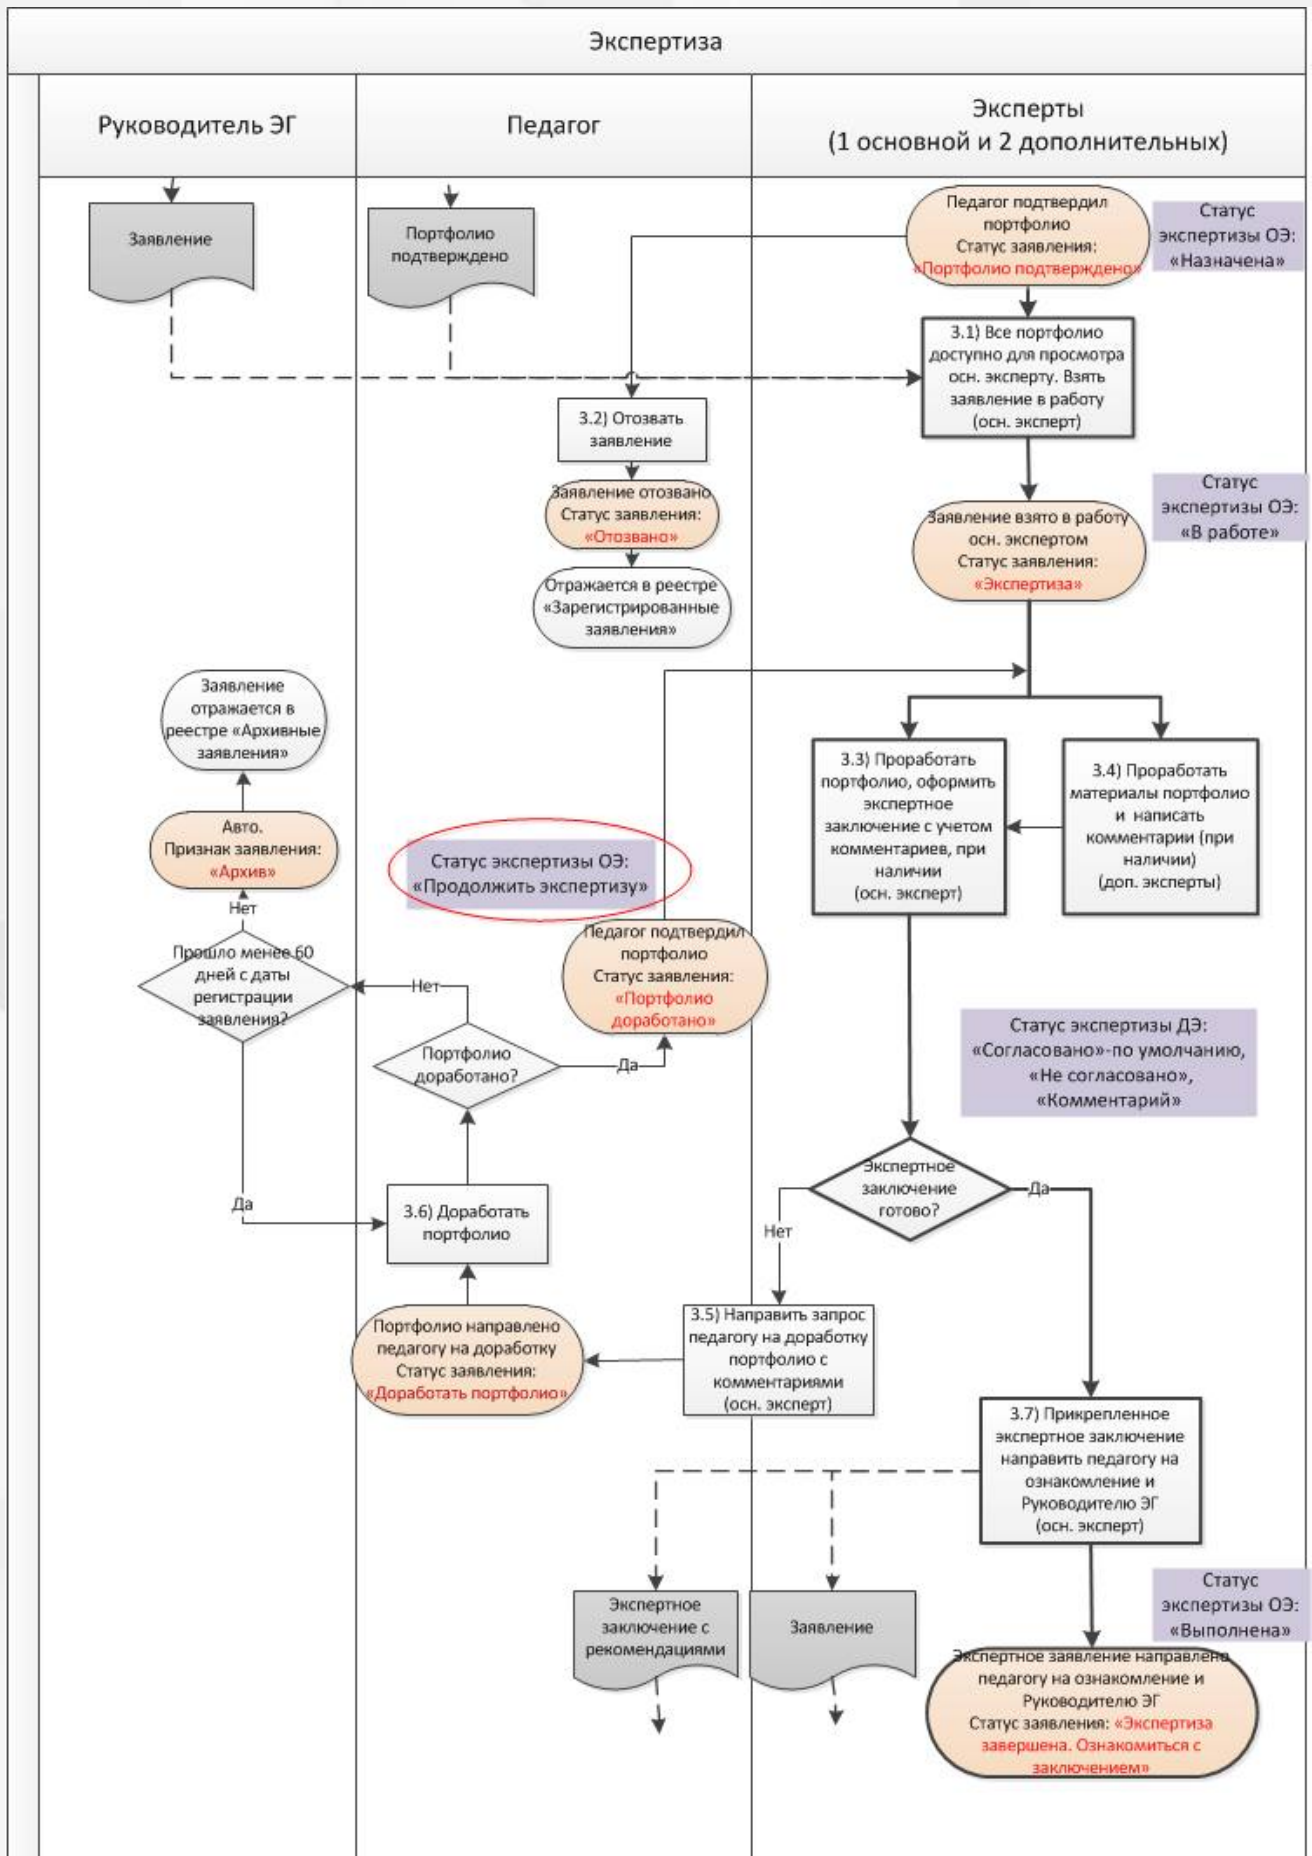 Экспертиза
Руководитель ЭГ
Педагог
Эксперты
(1 основной и 2 дополнительных)
Заявление
Портфолио
подтверждено
Педагог подтвердил
портфолио
Статус заявления:
«Портфолио подтверждено»
Статус
экспертизы ОЭ:
«Назначена»
3.1) Все портфолио
доступно для просмотра
осн. эксперту. Взять
заявление в работу
(осн. эксперт)
3.2) Отозвать
заявление
Заявление отозвано
Статус заявления:
«Отозвано»
Отражается в реестре
«Зарегистрированные
заявления»
Статус
экспертизы ОЭ:
«В работе»
Заявление взято в работу
осн. экспертом
Статус заявления:
«Экспертиза»
Заявление
отражается в
реестре «Архивные
заявления»
Авто.
Признак заявления:
«Архив»
Нет
Прошло менее 60
дней с даты
регистрации
заявления?
Да
Статус экспертизы ОЭ:
«Продолжить экспертизу»
Педагог подтвердил
портфолио
Статус заявления:
«Портфолио
доработано»
Нет
Портфолио
доработано?
Да
3.3) Проработать
портфолио, оформить
экспертное
заключение с учетом
комментариев, при
наличии
(осн. эксперт)
3.4) Проработать
материалы портфолио
и написать
комментарии (при
наличии)
(доп. эксперты)
Статус экспертизы ДЭ:
«Согласовано»-по умолчанию,
«Не согласовано»,
«Комментарий»
Экспертное
заключение
готово?
Да
Нет
3.6) Доработать
портфолио
Портфолио направлено
педагогу на доработку
Статус заявления:
«Доработать портфолио»
3.5) Направить запрос
педагогу на доработку
портфолио с
комментариями
(осн. эксперт)
3.7) Прикрепленное
экспертное заключение
направить педагогу на
ознакомление и
Руководителю ЭГ
(осн. эксперт)
Экспертное
заключение с
рекомендациями
Заявление
Статус
экспертизы ОЭ:
«Выполнена»
Экспертное заявление направлено
педагогу на ознакомление и
Руководителю ЭГ
Статус заявления: «Экспертиза
завершена. Ознакомиться с
заключением»